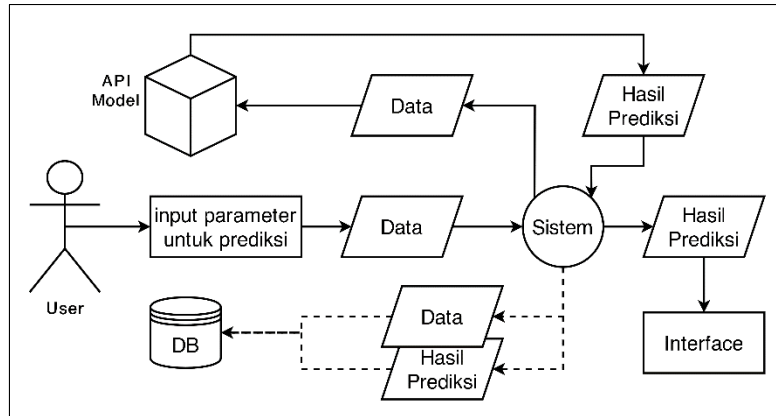 API
Model
Data
Hasil
Prediksi
User
input parameter
untuk prediksi
Data
Sistem
Hasil
Prediksi
DB
Data
Hasil
Prediksi
Interface